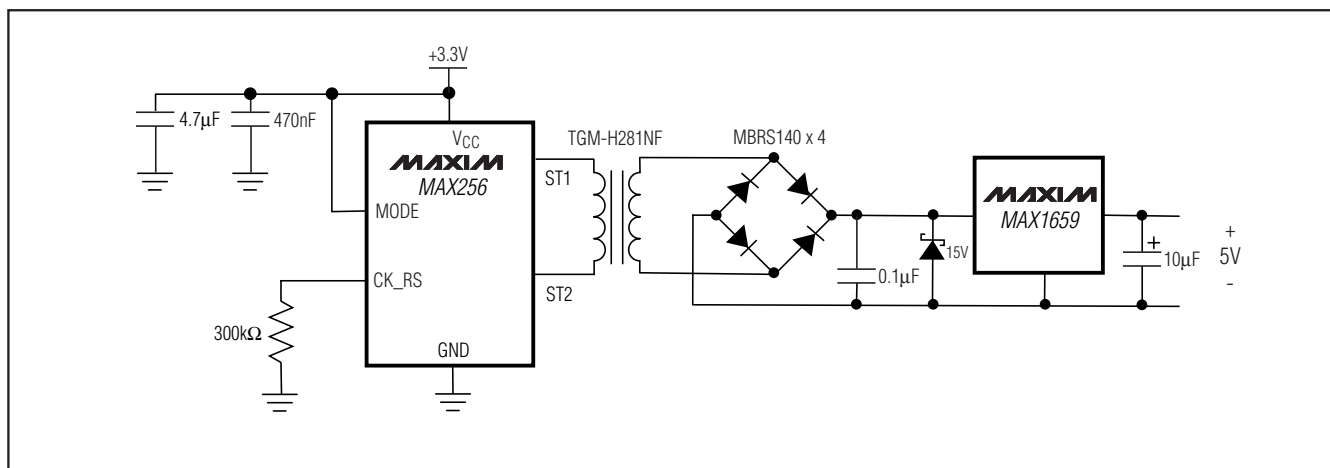 +3.3V
4.7μF
470nF
VCC
MAXIM
MAX256
MODE
CK_RS
GND
300kΩ
ST1
ST2
TGM-H281NF
MBRS140 x 4
0.1μF
15V
MAXIM
MAX1659
+
10μF
+
5V
-